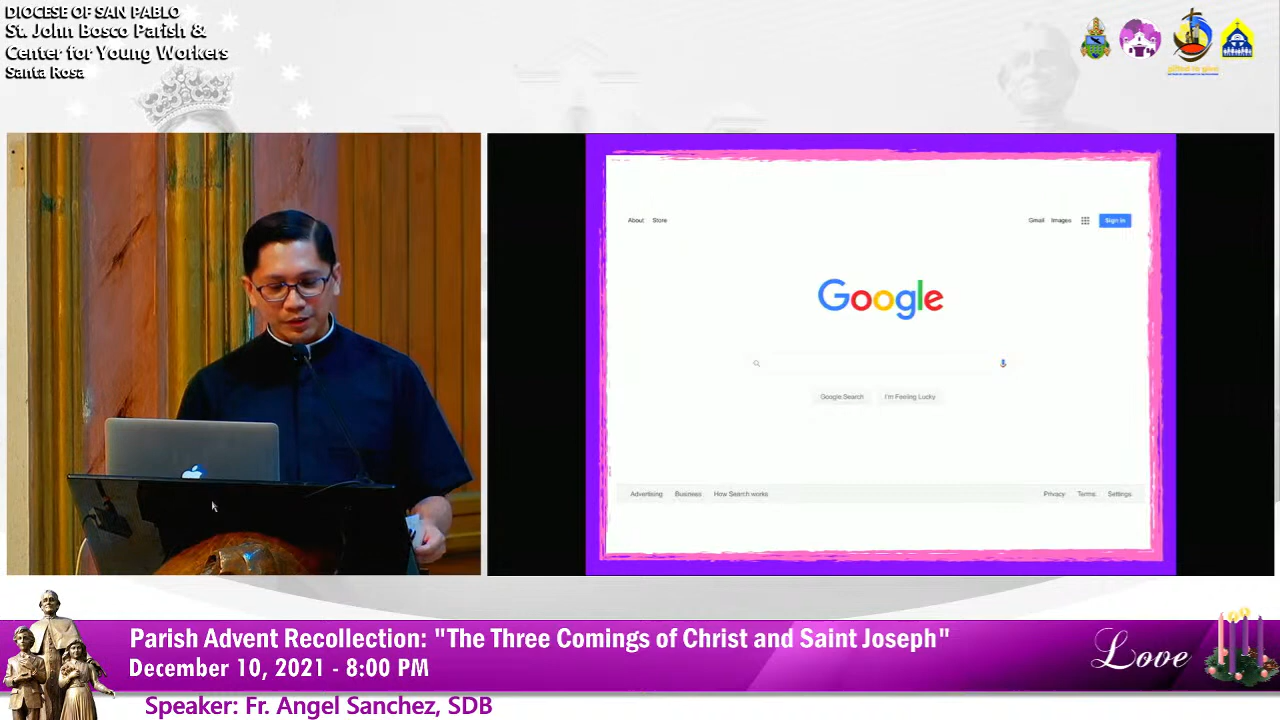 DIOCESE OF SAN PABLO
St. John Bosco Parish &
Center for Young Workers
Santa Rosa
About Store
Gmail Images Sign in
Google
Google Search I'm Feeling Lucky
Advertising Business How Search works
Privacy Terms Settings
Parish Advent Recollection: "The Three Comings of Christ and Saint Joseph"
December 10, 2021 - 8:00 PM
Love
Speaker: Fr. Angel Sanchez, SDB